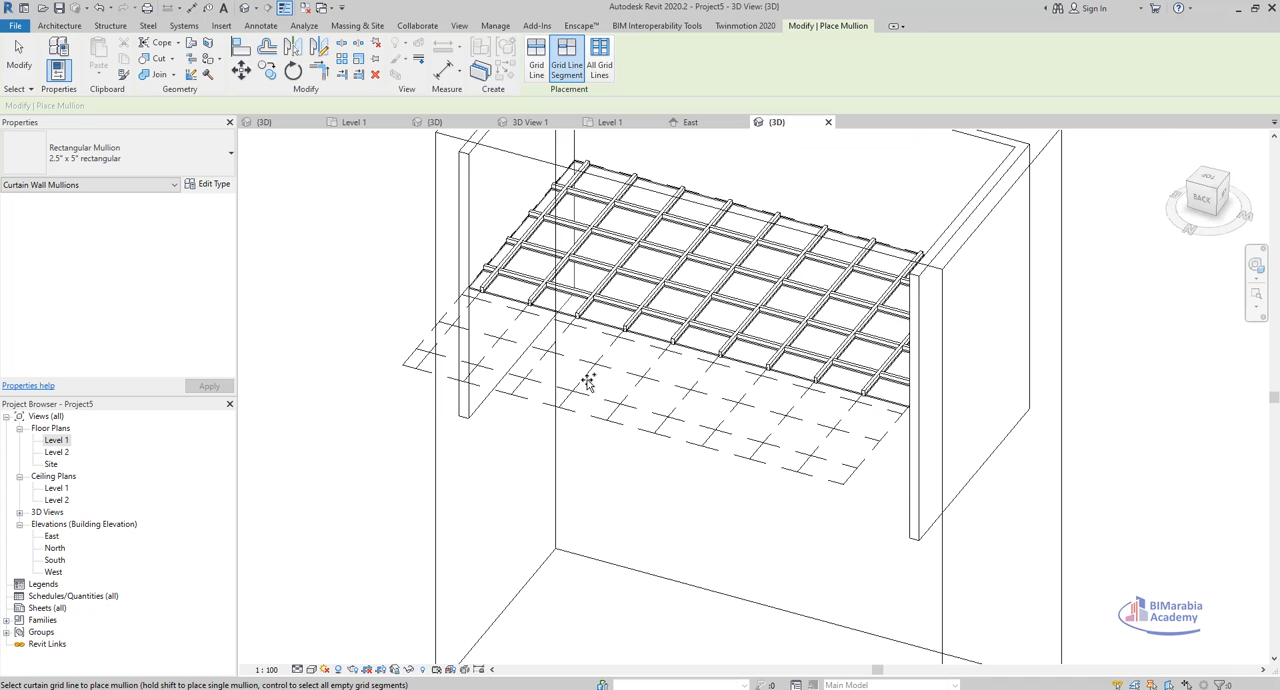 Autodesk Revit 2020.2 - Project5 - 3D View: {3D}
Sign In
File Architecture Structure Steel Systems Insert Annotate Analyze Massing & Site Collaborate View Manage Add-Ins Enscape™ BIM Interoperability Tools Twinmotion 2020 Modify | Place Mullion
Modify
Properties
Paste
Cope
Cut
Join
Grid Line
Grid Line Segment
All Grid Lines
Select Properties Clipboard Geometry Modify View Measure Create Placement
Modify | Place Mullion
Properties
{3D} Level 1 {3D} 3D View 1 Level 1 East {3D}
Rectangular Mullion
2.5" x 5" rectangular
Curtain Wall Mullions
Edit Type
Properties help
Apply
Project Browser - Project5
Views (all)
Floor Plans
Level 1
Level 2
Site
Ceiling Plans
Level 1
Level 2
3D Views
Elevations (Building Elevation)
East
North
South
West
Legends
Schedules/Quantities (all)
Sheets (all)
Families
Groups
Revit Links
TOP
BACK
BIMarabia
Academy
1 : 100
Select curtain grid line to place mullion (hold shift to place single mullion, control to select all empty grid segments)
:0
Main Model
:0